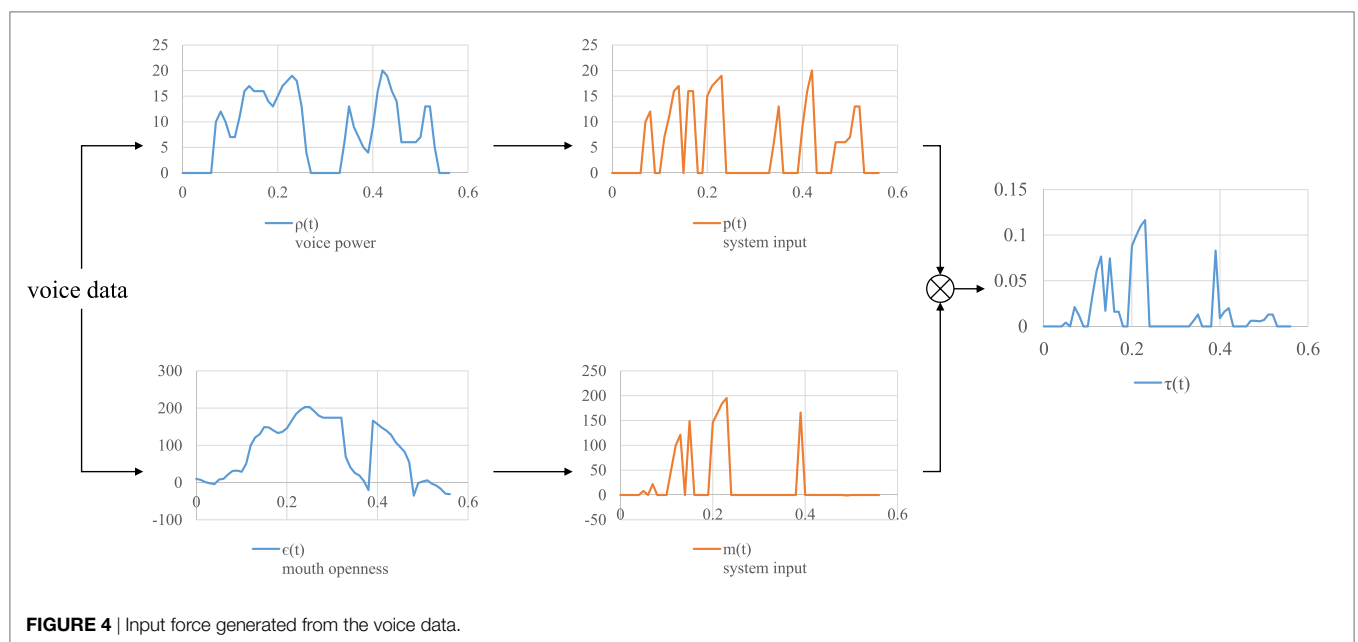 25
20
15
10
5
0
0 0.2 0.4 0.6
ρ(t)
voice power
25
20
15
10
5
0
0 0.2 0.4 0.6
p(t)
system input
voice data
0.15
0.1
0.05
0
0 0.2 0.4 0.6
τ(t)
300
200
100
0
-100
0 0.2 0.4 0.6
ϵ(t)
mouth openness
250
200
150
100
50
0
-50
0 0.2 0.4 0.6
m(t)
system input
FIGURE 4 | Input force generated from the voice data.